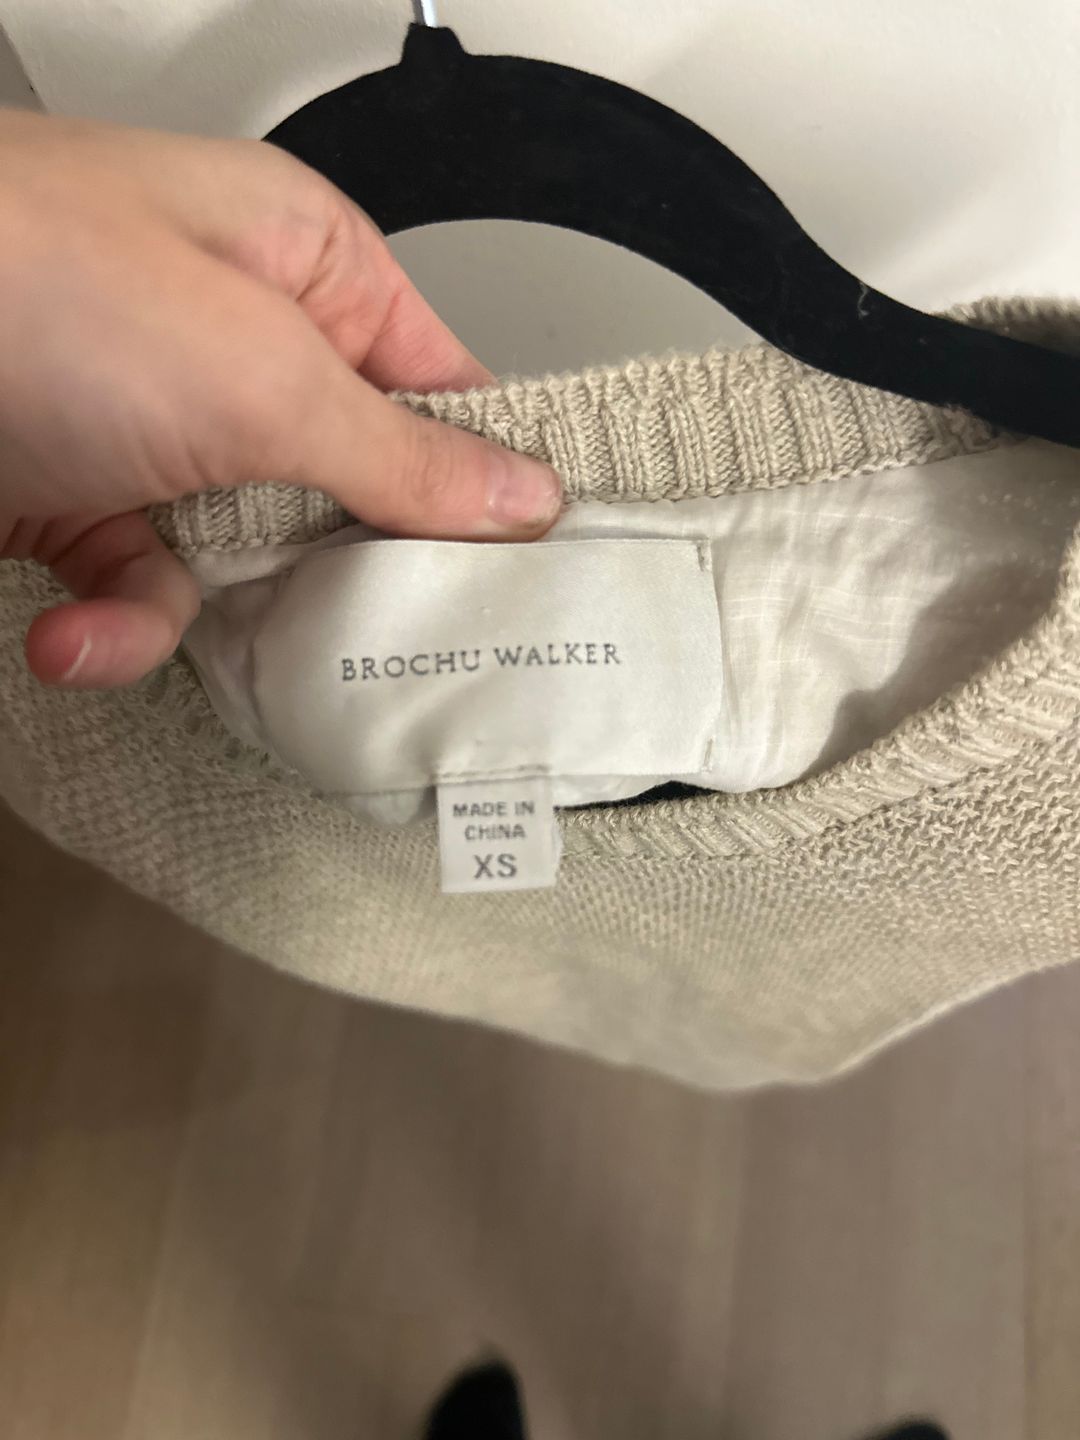 BROCHU WALKER
MADE IN
CHINA
XS